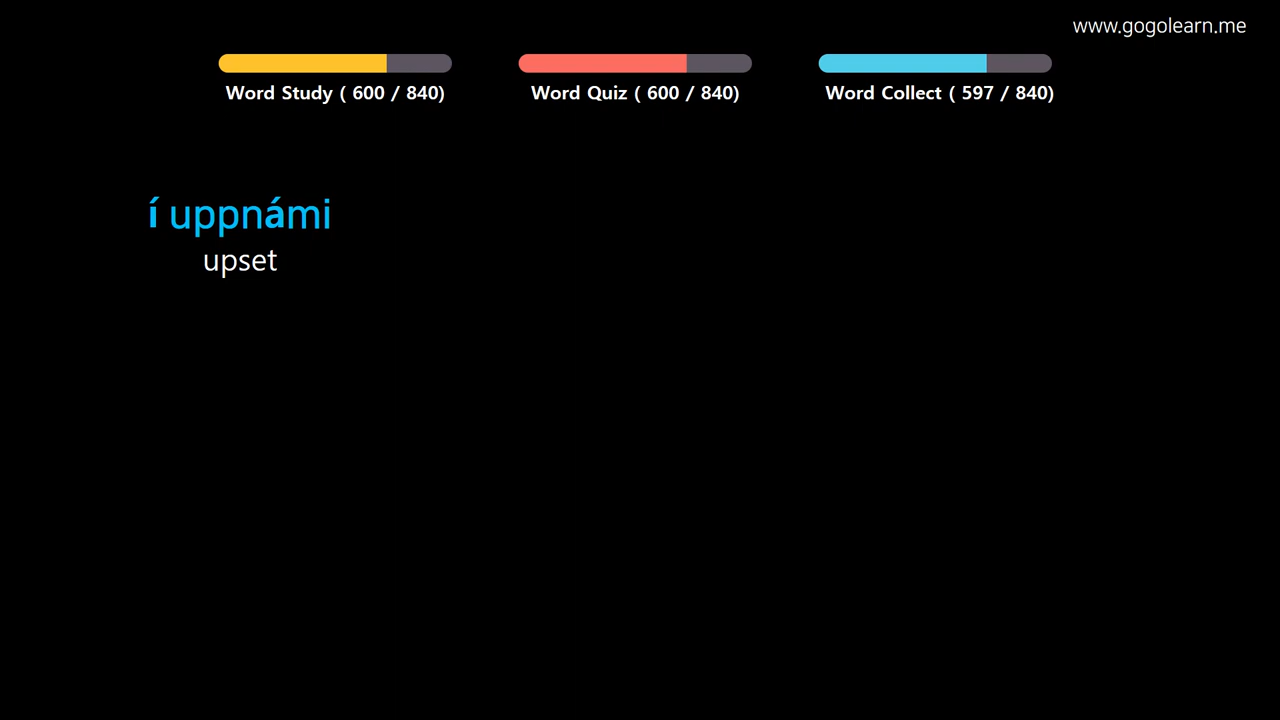 www.gogolearn.me
Word Study ( 600 / 840)
Word Quiz ( 600 / 840)
Word Collect ( 597 / 840)
í uppnámi
upset